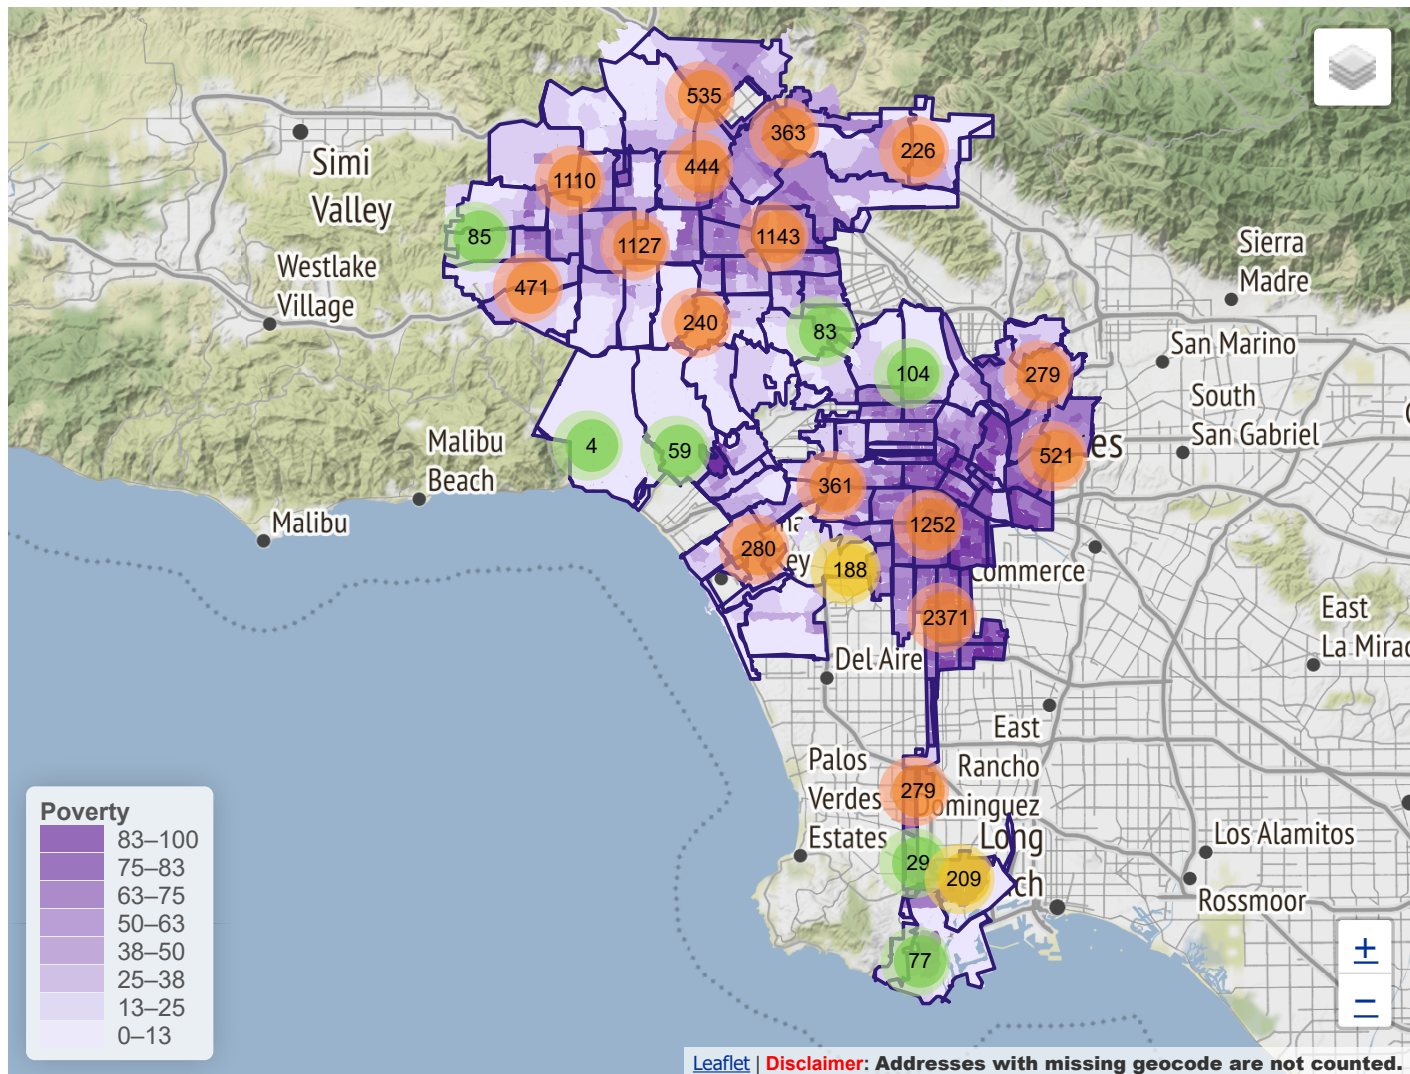 535
363
226
444
1110
Simi
Valley
85
1127
1143
Sierra
Madre
Westlake
Village
471
240
83
San Marino
104
279
South
San Gabriel
Malibu
Beach
4
59
521
es
361
Malibu
1252
280
ey
188
Commerce
2371
East
La Mirad
Del Aire
East
Rancho
Dominguez
Palos
Verdes
Estates
279
Long
ch
29
209
Los Alamitos
Rossmoor
77
Poverty
83–100
75–83
63–75
50–63
38–50
25–38
13–25
0–13
+
−
Leaflet | Disclaimer: Addresses with missing geocode are not counted.